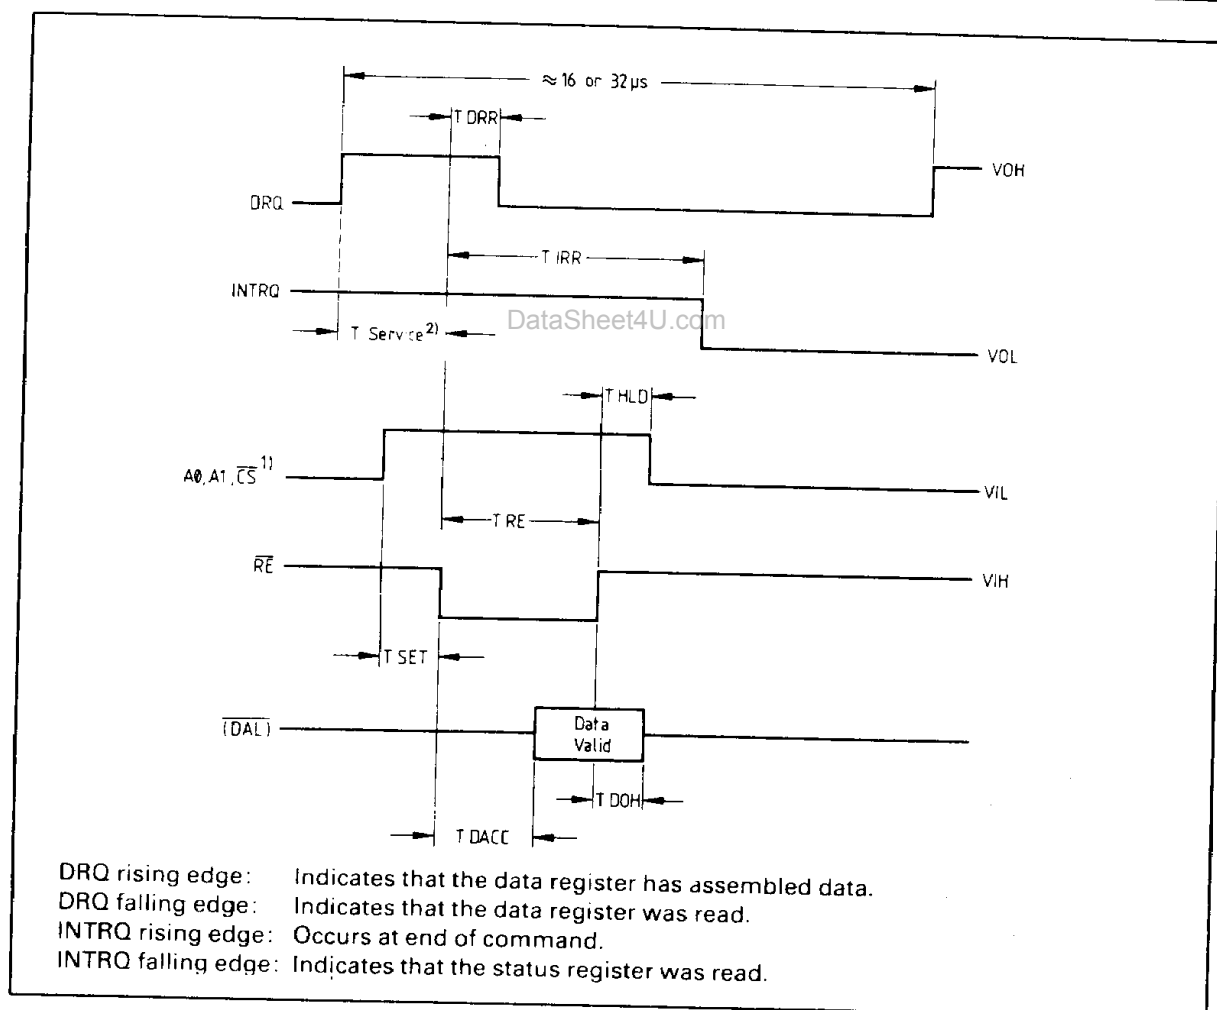 ≈ 16 or 32µs
T DRR
VOH
DRQ
T IRR
INTRQ
DataSheet4U.com
T Service 2)
VOL
T HLD
A0, A1, C̅S̅ 1)
VIL
T RE
R̅E̅
VIH
T SET
(D̅A̅L̅)
Data
Valid
T DOH
T DACC
DRQ rising edge: Indicates that the data register has assembled data.
DRQ falling edge: Indicates that the data register was read.
INTRQ rising edge: Occurs at end of command.
INTRQ falling edge: Indicates that the status register was read.